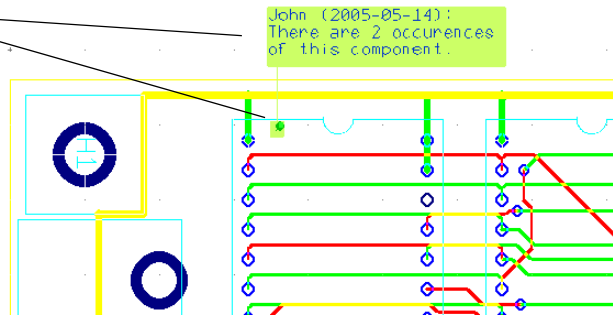 John (2005-05-14):
There are 2 occurences
of this component.
H1